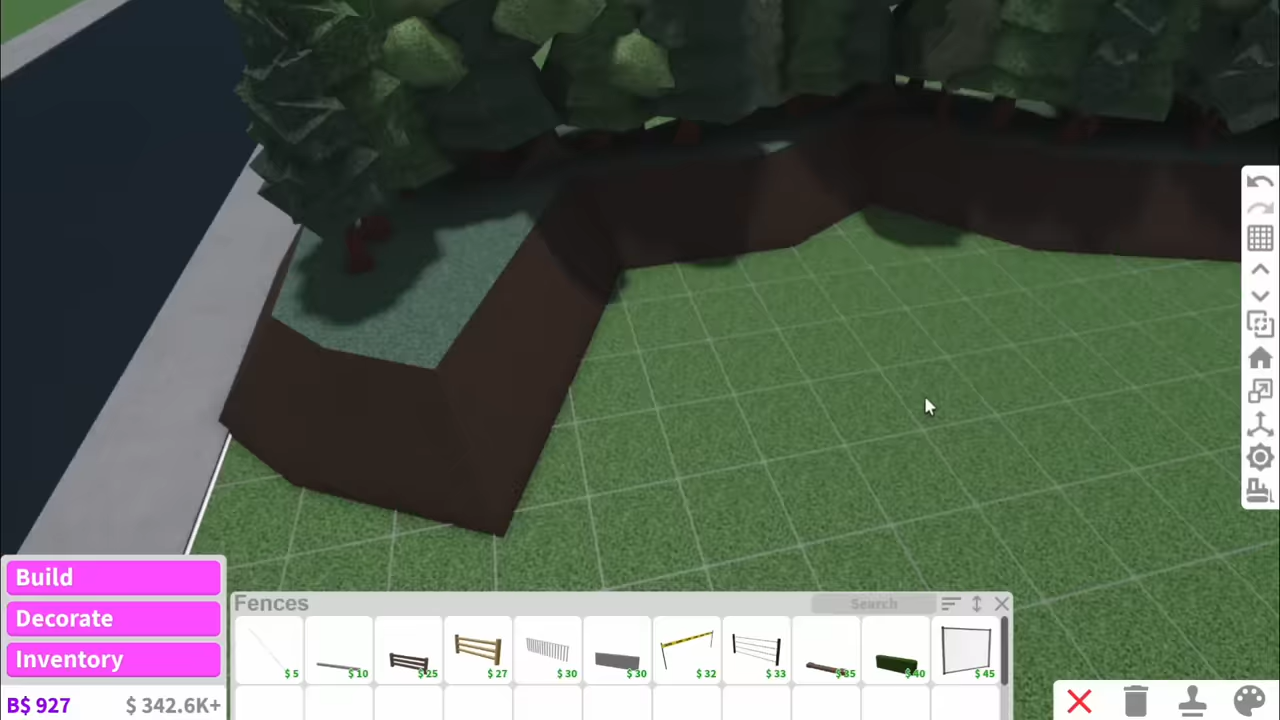 Build
Decorate
Inventory
B$ 927
$ 342.6K+
Fences
Search
$ 5
$ 10
$ 25
$ 27
$ 30
$ 30
$ 32
$ 33
$ 35
$ 40
$ 45